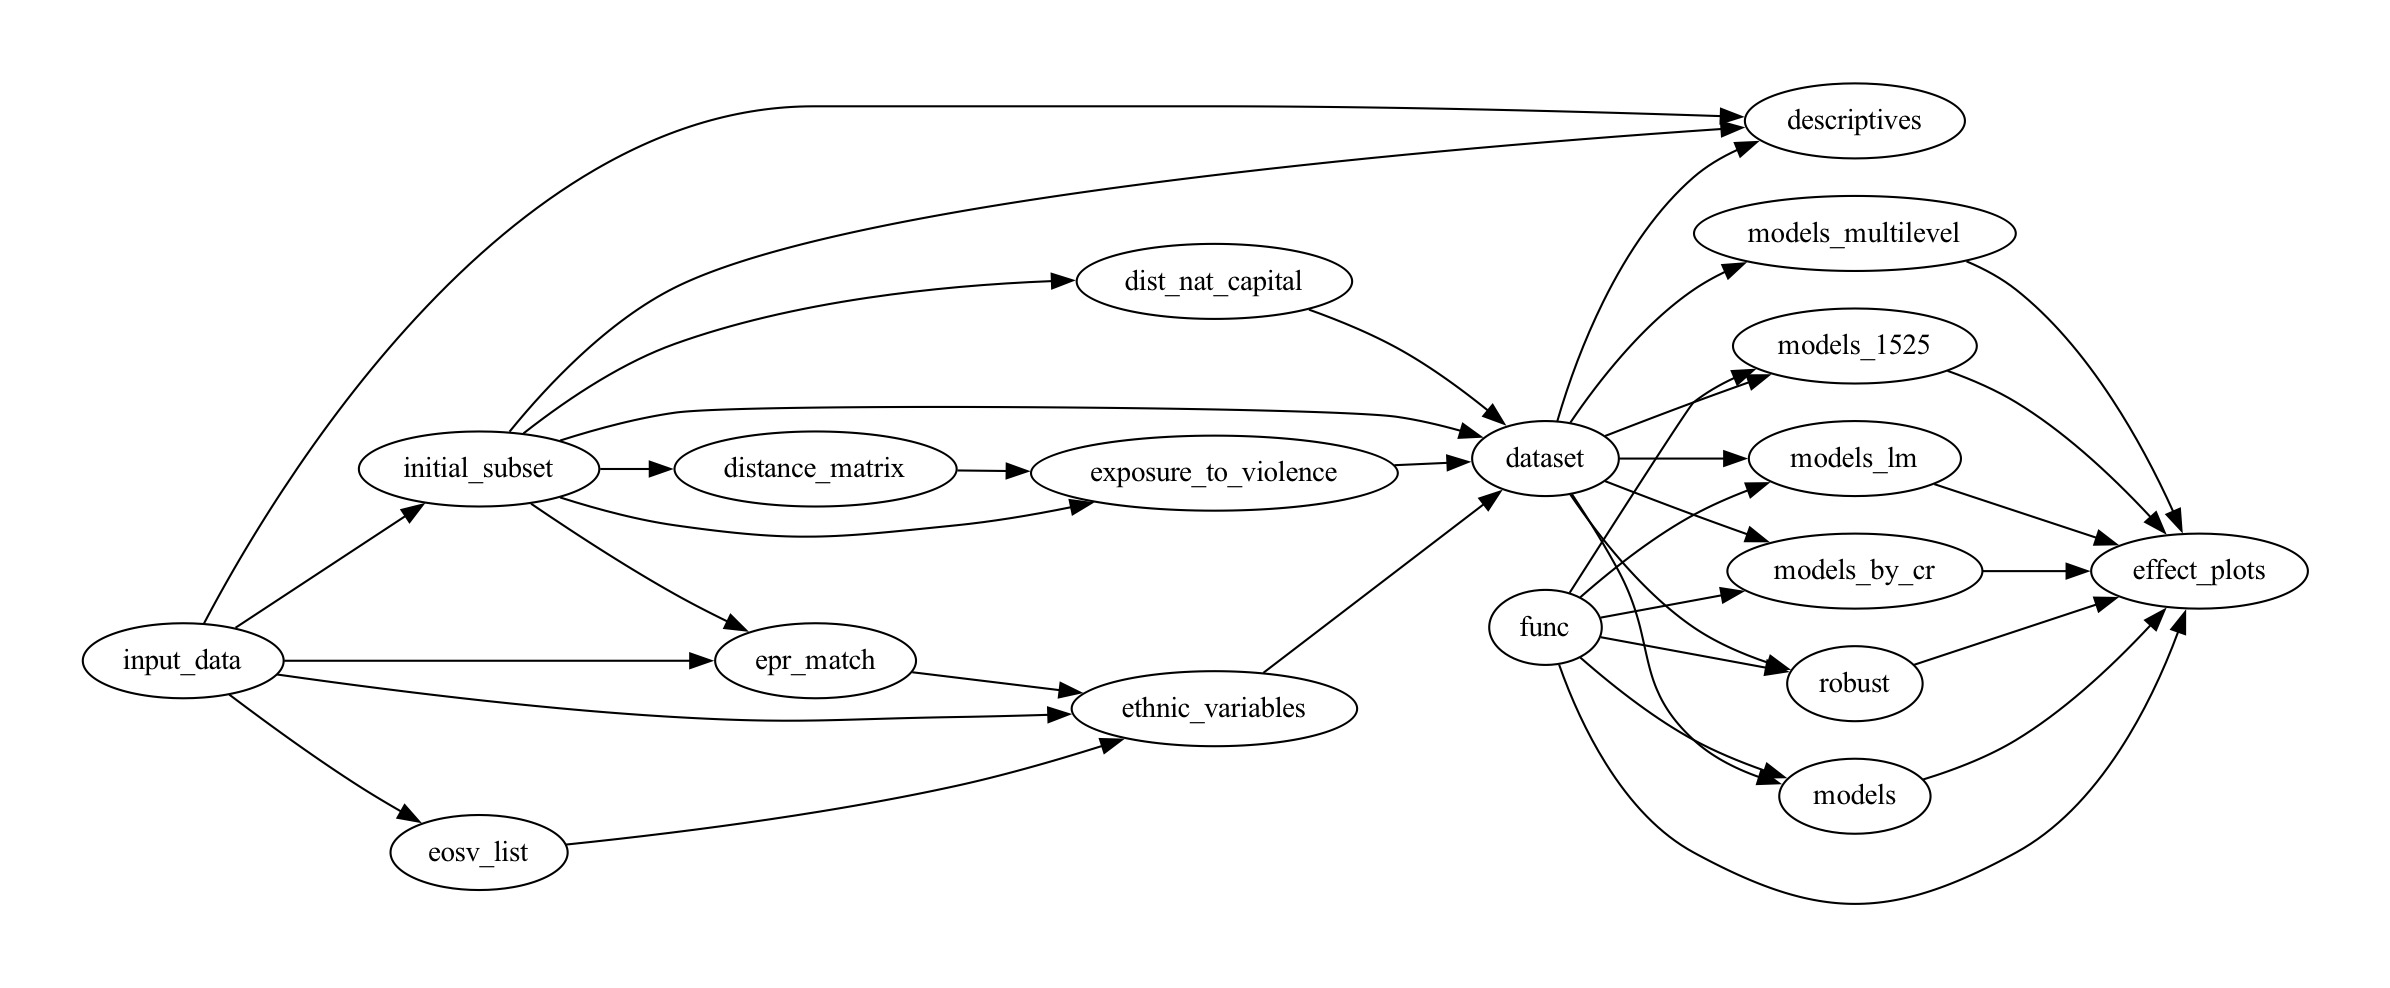 descriptives
models_multilevel
dist_nat_capital
models_1525
initial_subset
distance_matrix
exposure_to_violence
dataset
models_lm
models_by_cr
effect_plots
func
input_data
epr_match
robust
ethnic_variables
models
eosv_list